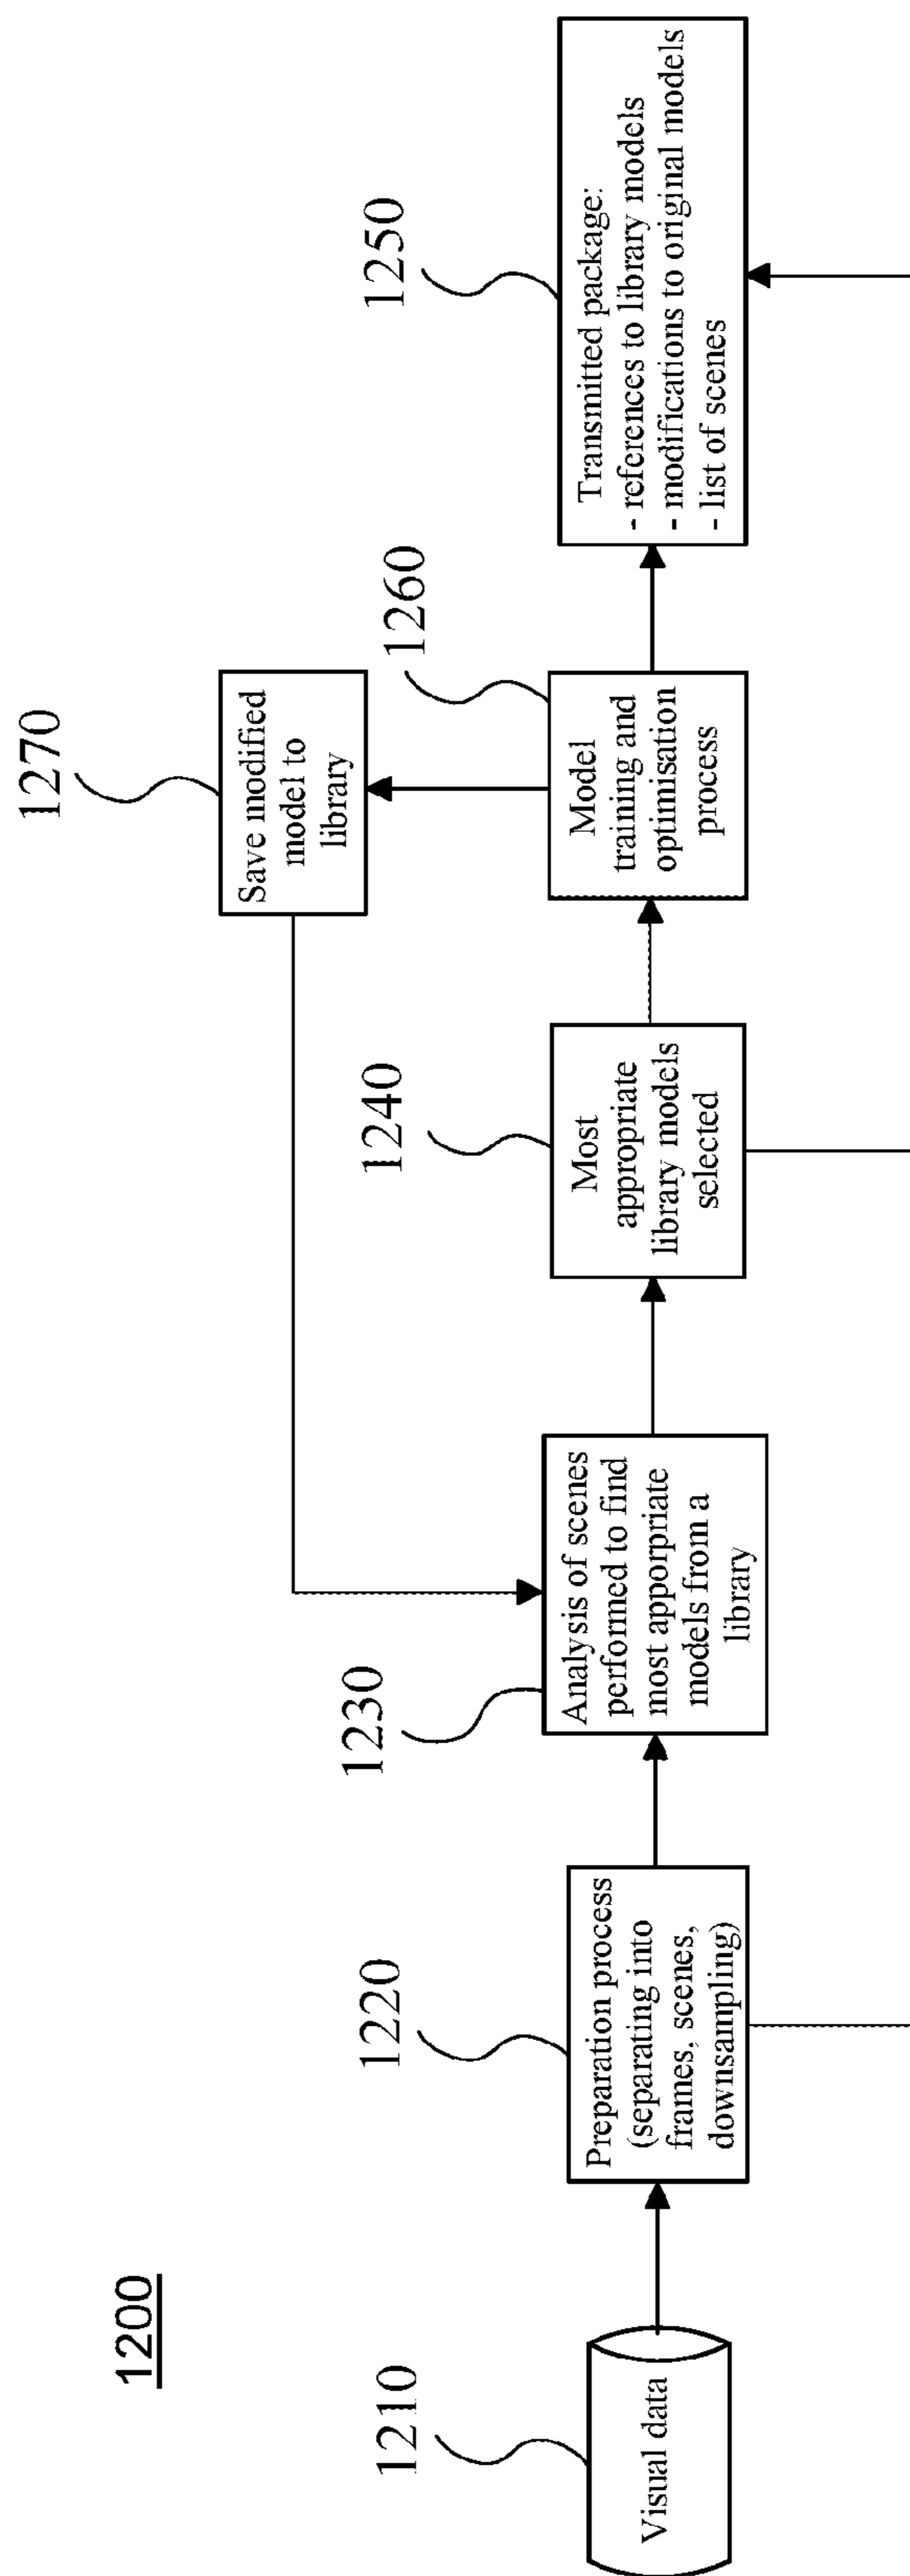 1200
1210
Visual data
1220
Preparation process
(separating into
frames, scenes,
downsampling)
1230
Analysis of scenes
performed to find
most apporpriate
models from a
library
1240
Most
appropriate
library models
selected
1260
Model
training and
optimisation
process
1270
Save modified
model to
library
1250
Transmitted package:
- references to library models
- modifications to original models
- list of scenes